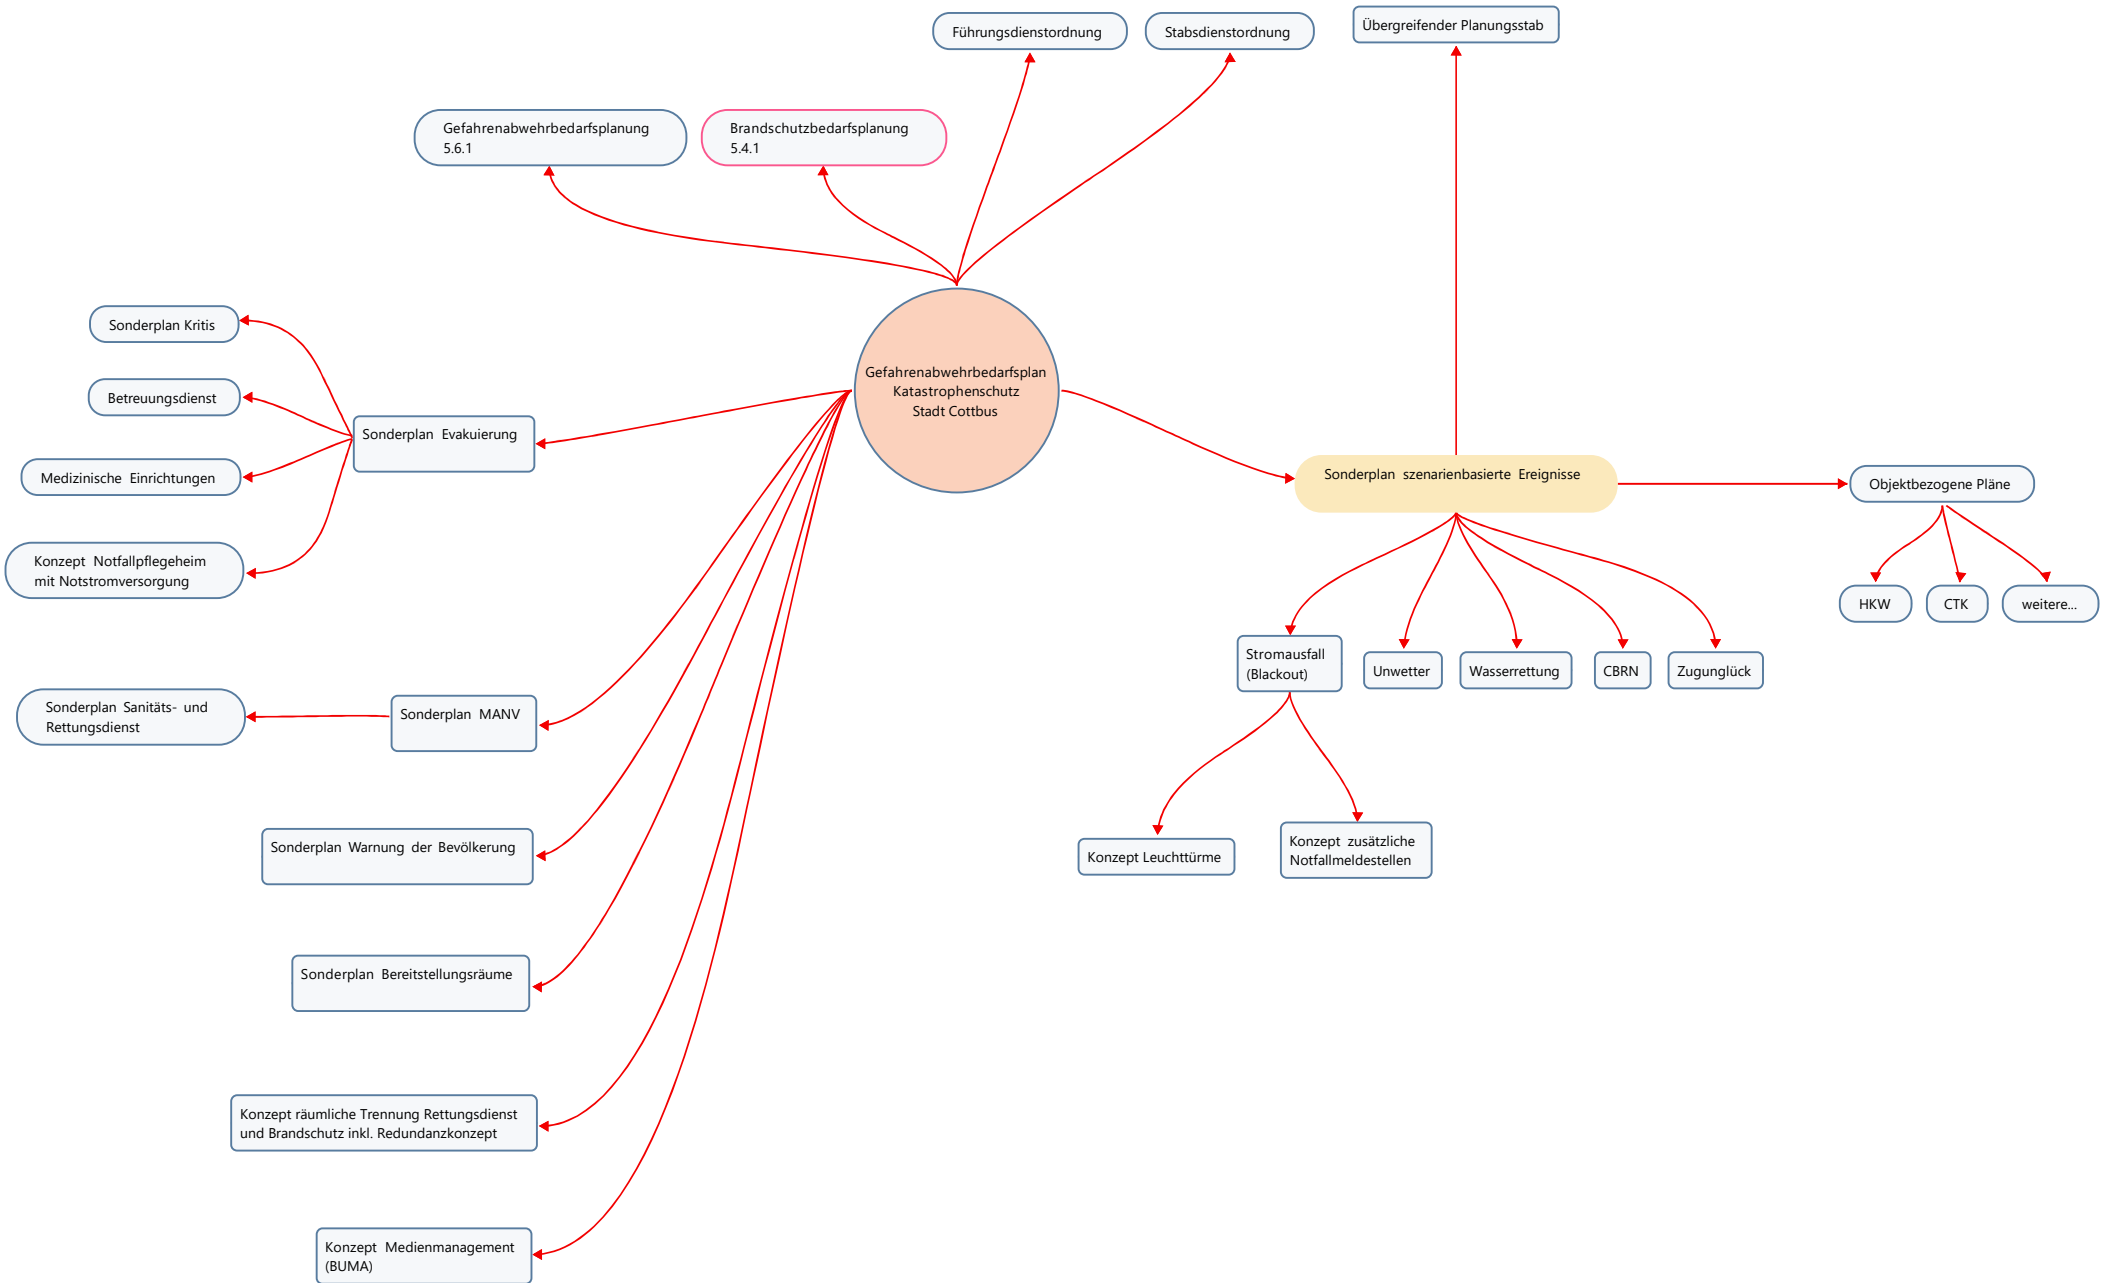 Übergreifender Planungsstab
Führungsdienstordnung
Stabsdienstordnung
Gefahrenabwehrbedarfsplanung
5.6.1
Brandschutzbedarfsplanung
5.4.1
Sonderplan Kritis
Betreuungsdienst
Medizinische Einrichtungen
Konzept Notfallpflegeheim
mit Notstromversorgung
Sonderplan Evakuierung
Gefahrenabwehrbedarfsplan
Katastrophenschutz
Stadt Cottbus
Sonderplan szenarienbasierte Ereignisse
Objektbezogene Pläne
HKW
CTK
weitere...
Stromausfall
(Blackout)
Unwetter
Wasserrettung
CBRN
Zugunglück
Sonderplan Sanitäts- und
Rettungsdienst
Sonderplan MANV
Sonderplan Warnung der Bevölkerung
Konzept Leuchttürme
Konzept zusätzliche
Notfallmeldestellen
Sonderplan Bereitstellungsräume
Konzept räumliche Trennung Rettungsdienst
und Brandschutz inkl. Redundanzkonzept
Konzept Medienmanagement
(BUMA)